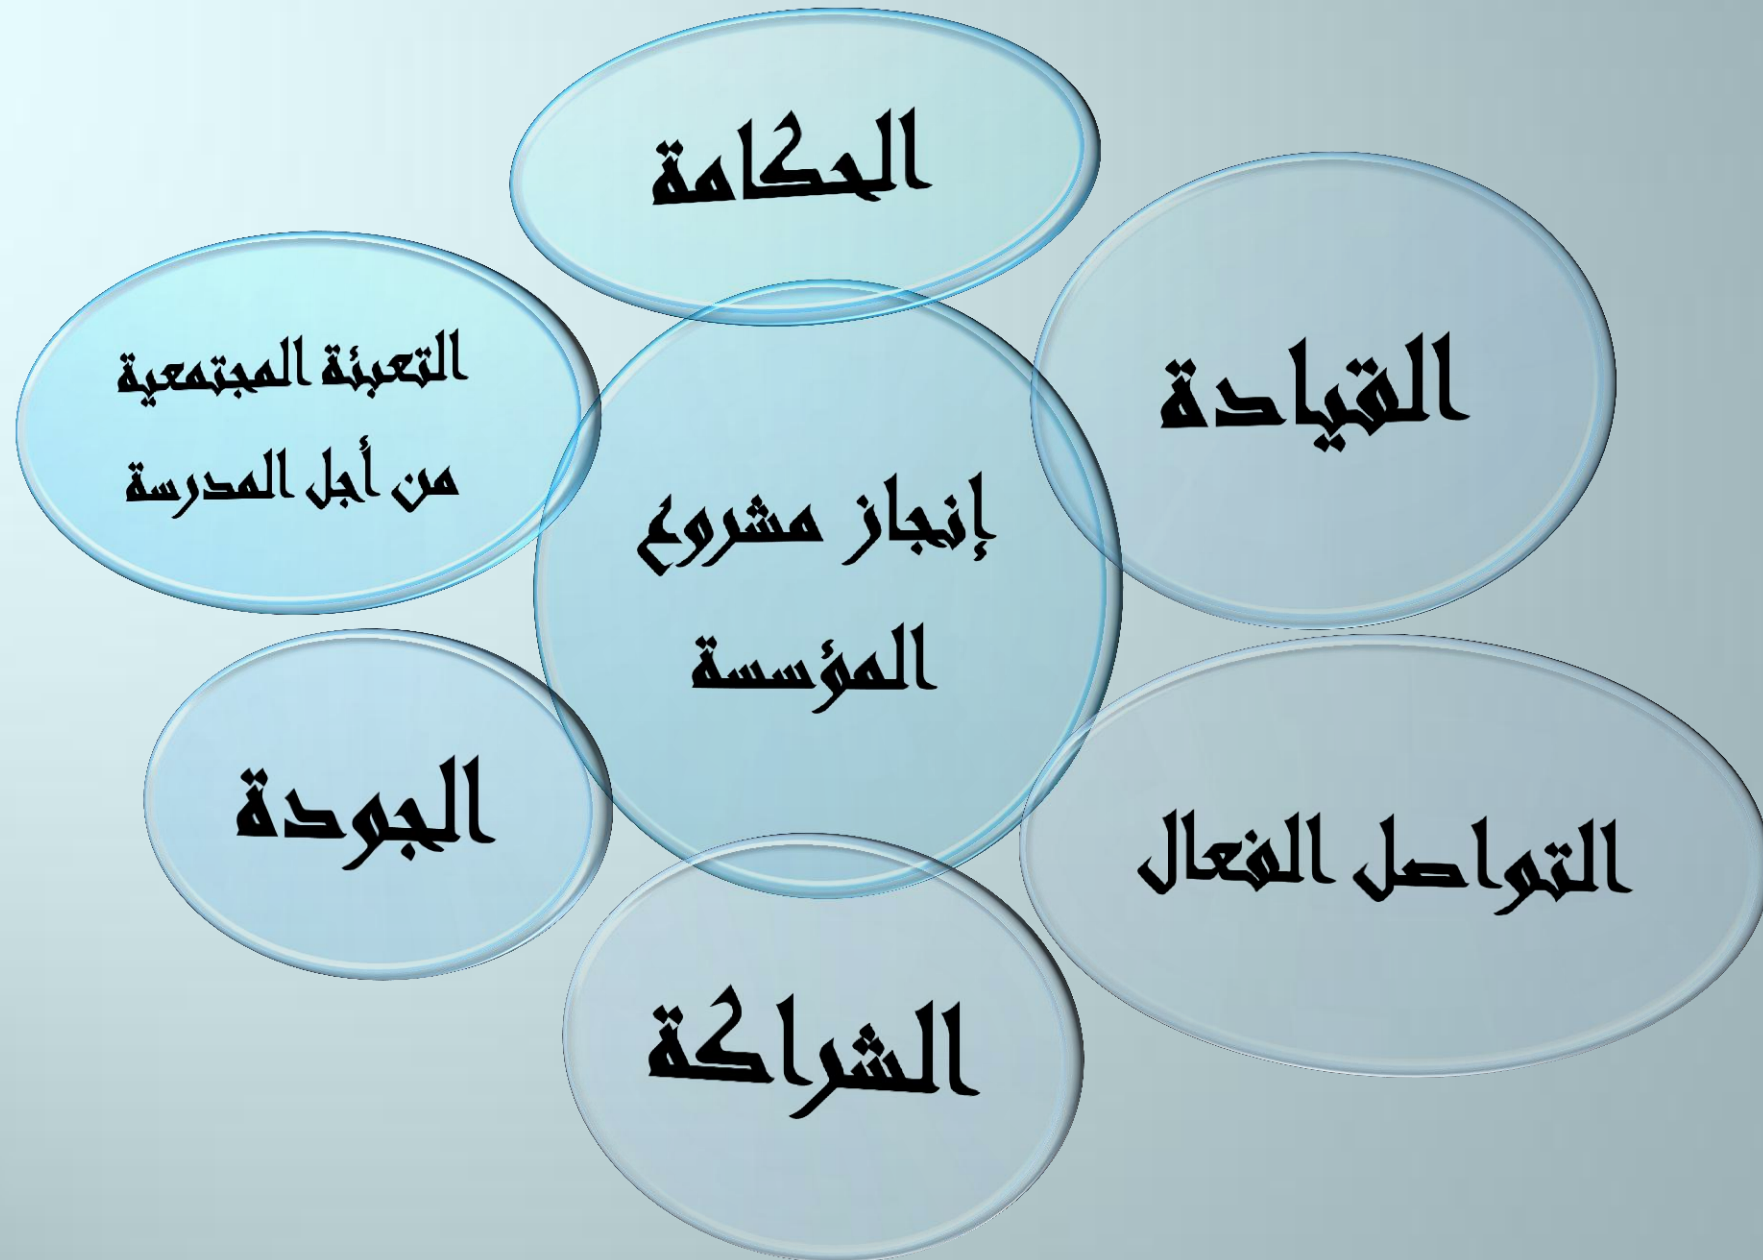 الحكامة
القيادة
التعبئة المجتمعية
من أجل المدرسة
إنجاز مشروع
المؤسسة
الجودة
التواصل الفعال
الشراكة